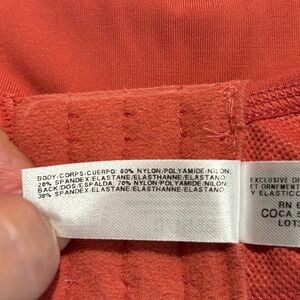 BODY/CORPS/CUERPO: 80% NYLON/POLYAMIDE/NILON,
20% SPANDEX/ELASTANE/ELASTHANNE/ELASTANO;
BACK/DOS/ESPALDA: 70% NYLON/POLYAMIDE/NILON,
30% SPANDEX/ELASTANE/ELASTHANNE/ELASTANO
EXCLUSIVE OF
ET ORNEMENT
Y ELASTICO
RN
COCA
LOT